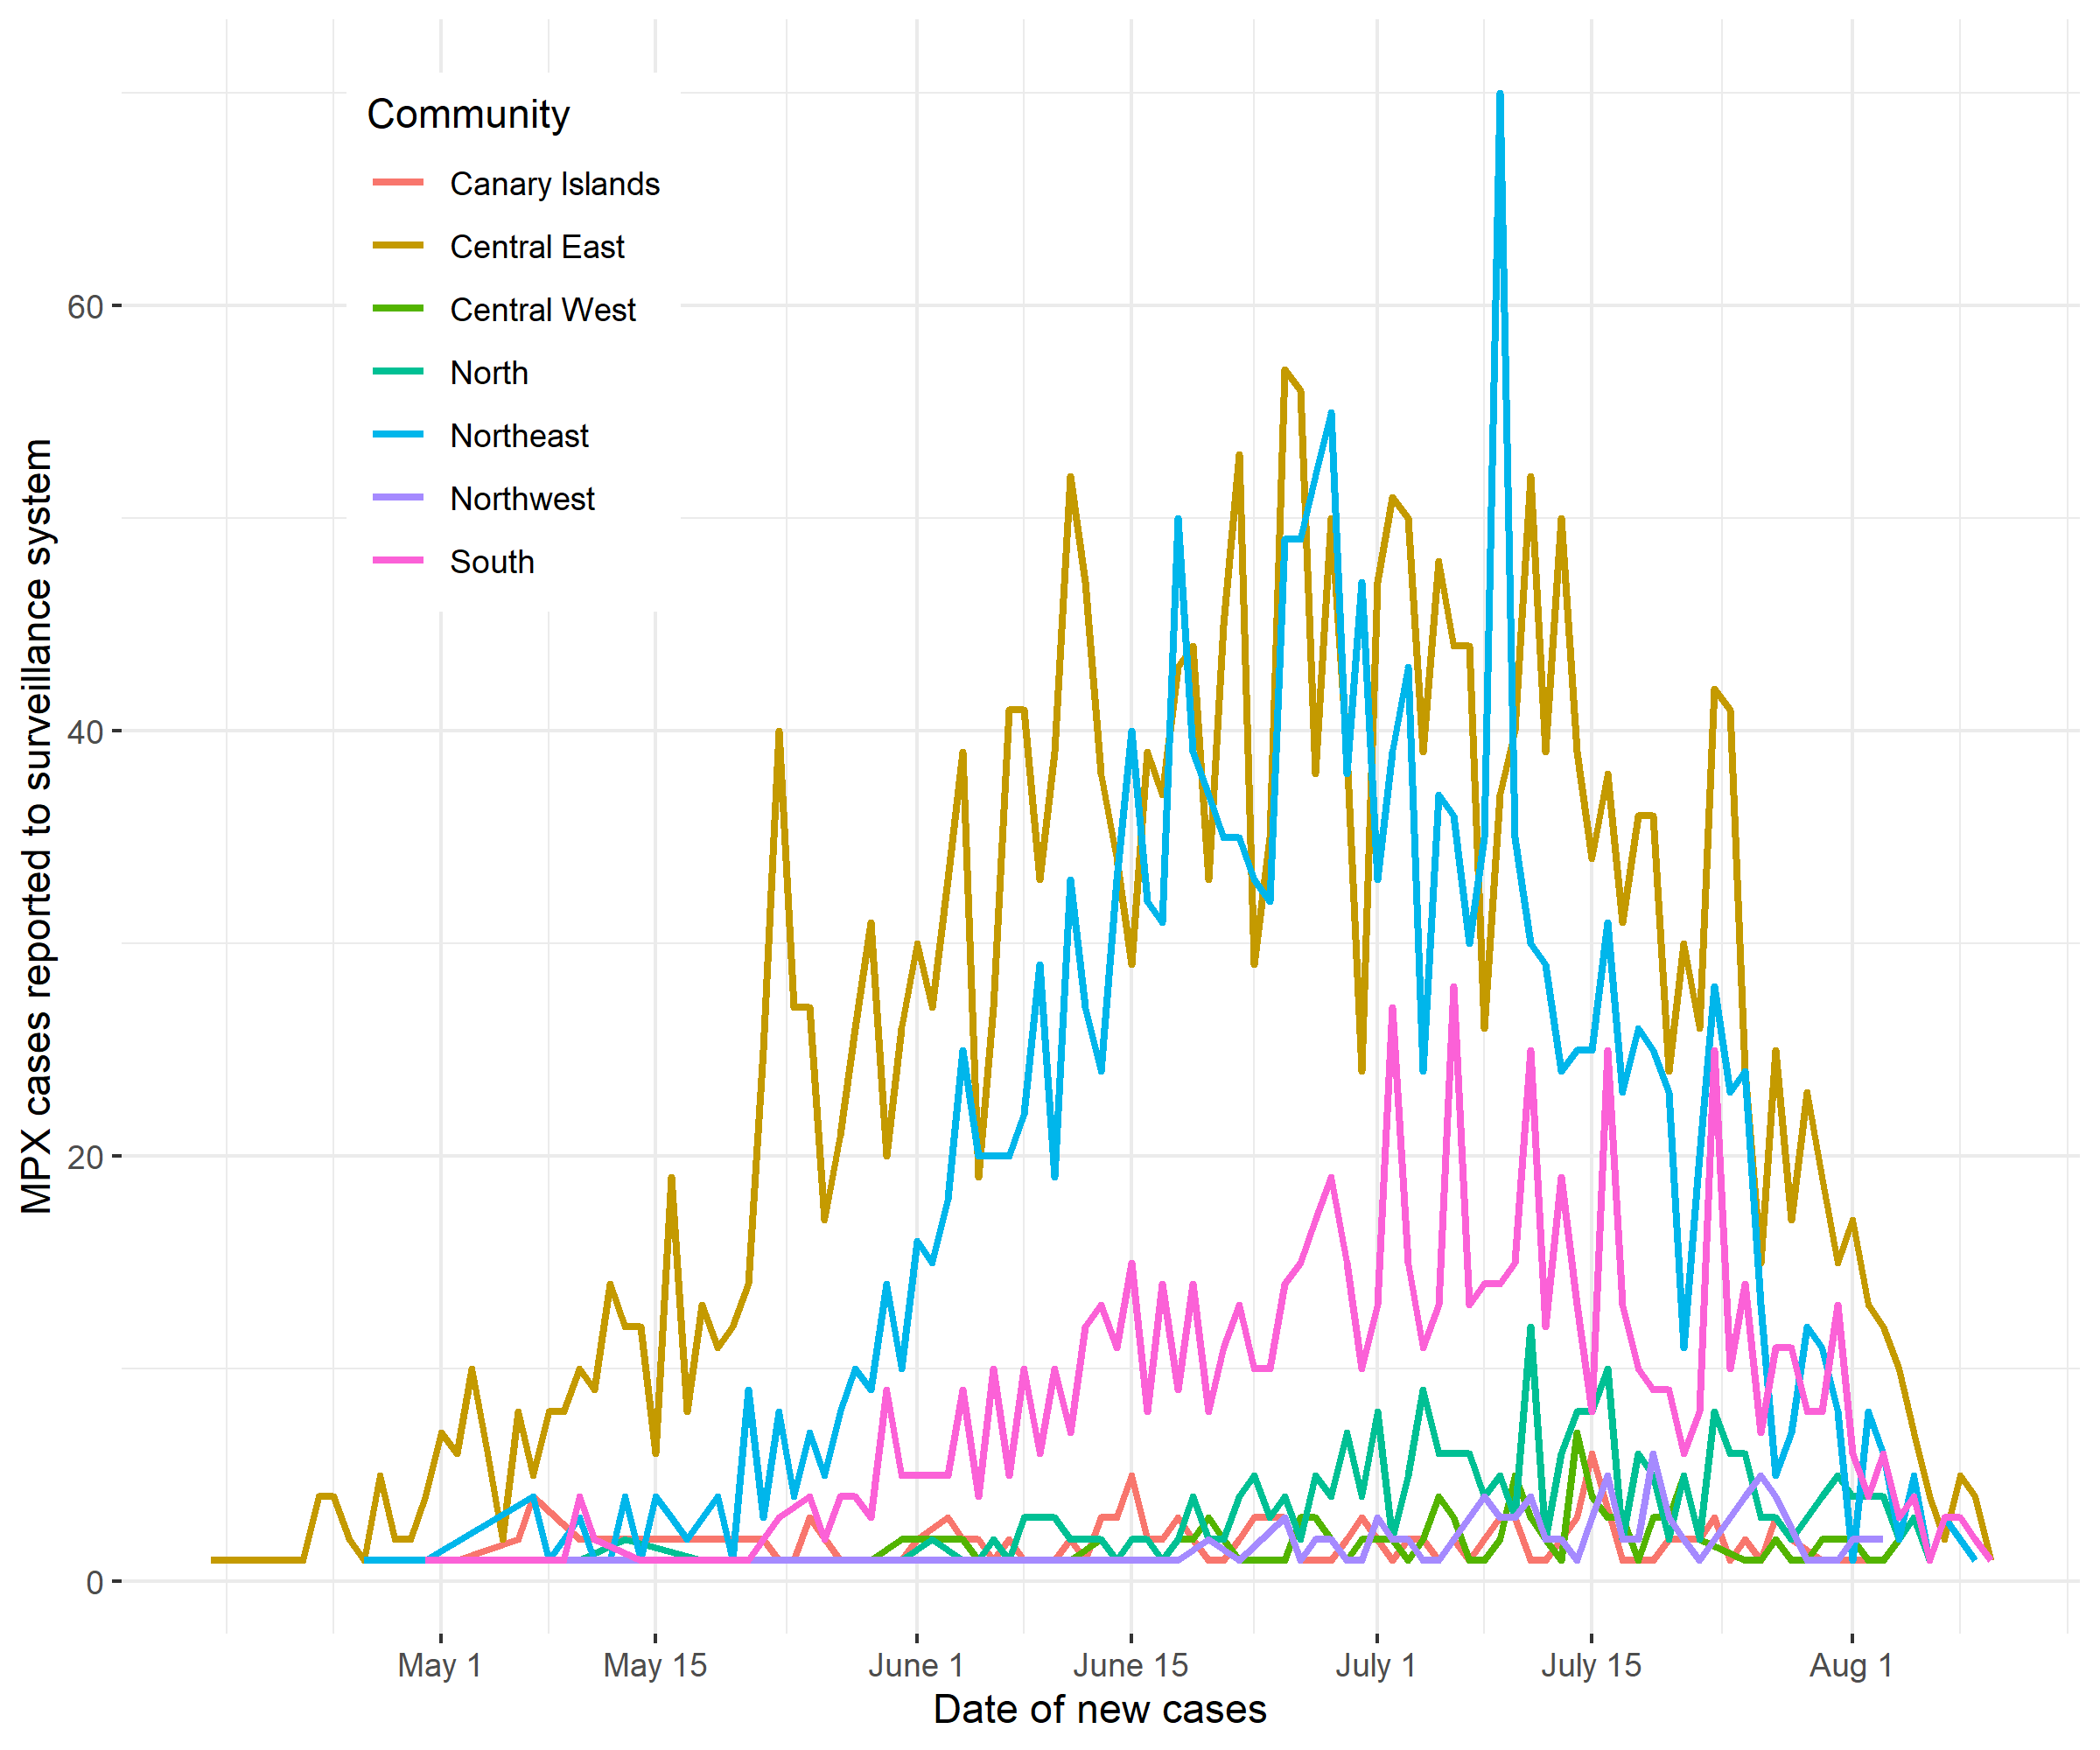 Community
Canary Islands
Central East
Central West
North
Northeast
Northwest
South
MPX cases reported to surveillance system
60
40
20
0
May 1
May 15
June 1
June 15
July 1
July 15
Aug 1
Date of new cases